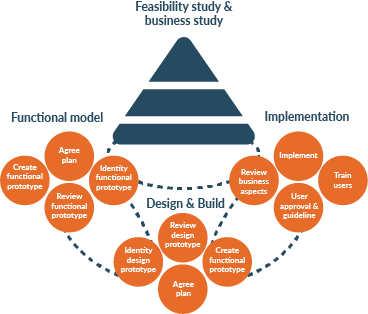 Feasibility study &
business study
Functional model
Implementation
Agree
plan
Create
functional
prototype
Identity
functional
prototype
Review
functional
prototype
Implement
Review
business
aspects
Train
users
User
approval &
guideline
Design & Build
Review
design
prototype
Identity
design
prototype
Create
functional
prototype
Agree
plan